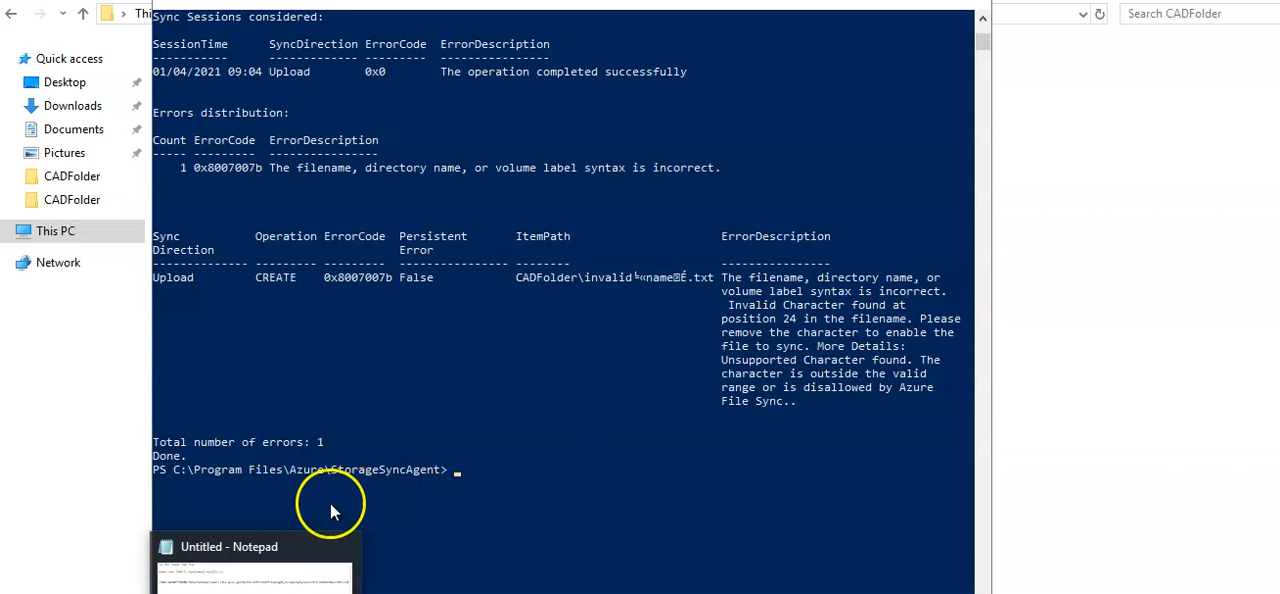 Thi
Search CADFolder
Quick access
Desktop
Downloads
Documents
Pictures
CADFolder
CADFolder
This PC
Network
Sync Sessions considered:
SessionTime SyncDirection ErrorCode ErrorDescription
----------- ------------- --------- ----------------
01/04/2021 09:04 Upload 0x0 The operation completed successfully
Errors distribution:
Count ErrorCode ErrorDescription
----- --------- ----------------
1 0x8007007b The filename, directory name, or volume label syntax is incorrect.
Sync Operation ErrorCode Persistent ItemPath ErrorDescription
Direction Error
Upload CREATE 0x8007007b False CADFolder\invalid╘«name⍰É.txt The filename, directory name, or
volume label syntax is incorrect.
Invalid Character found at
position 24 in the filename. Please
remove the character to enable the
file to sync. More Details:
Unsupported Character found. The
character is outside the valid
range or is disallowed by Azure
File Sync..
Total number of errors: 1
Done.
PS C:\Program Files\Azure\StorageSyncAgent>
Untitled - Notepad